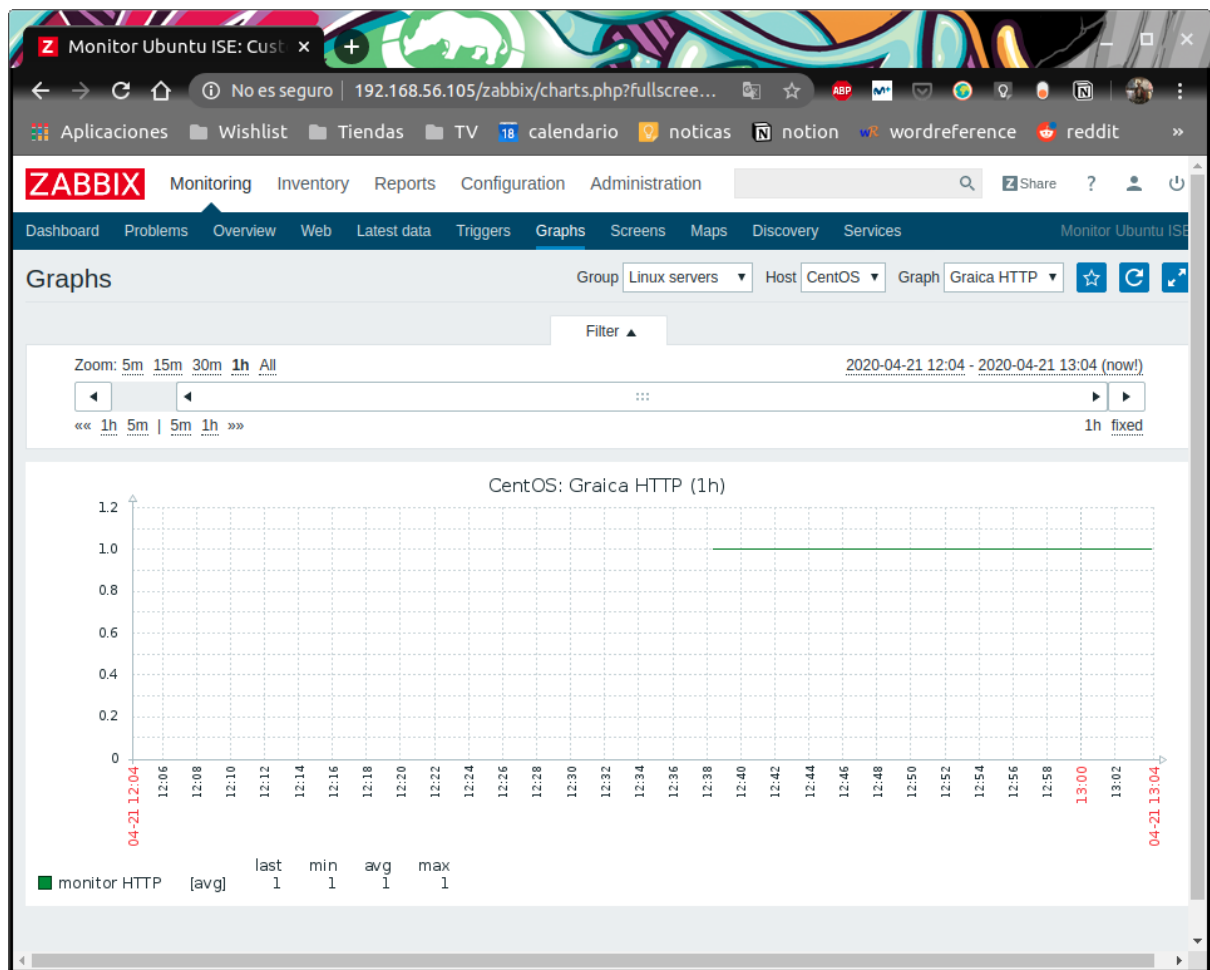 Z Monitor Ubuntu ISE: Cust
No es seguro | 192.168.56.105/zabbix/charts.php?fullscree...
ABP
M+
Aplicaciones Wishlist Tiendas TV 18 calendario noticas notion wR wordreference reddit »
ZABBIX Monitoring Inventory Reports Configuration Administration Z Share ?
Dashboard Problems Overview Web Latest data Triggers Graphs Screens Maps Discovery Services Monitor Ubuntu ISE
Graphs Group Linux servers Host CentOS Graph Graica HTTP
Filter
Zoom: 5m 15m 30m 1h All 2020-04-21 12:04 - 2020-04-21 13:04 (now!)
«« 1h 5m | 5m 1h »» 1h fixed
CentOS: Graica HTTP (1h)
1.2
1.0
0.8
0.6
0.4
0.2
0
04-21 12:04 12:06 12:08 12:10 12:12 12:14 12:16 12:18 12:20 12:22 12:24 12:26 12:28 12:30 12:32 12:34 12:36 12:38 12:40 12:42 12:44 12:46 12:48 12:50 12:52 12:54 12:56 12:58 13:00 13:02 04-21 13:04
last min avg max
monitor HTTP [avg] 1 1 1 1